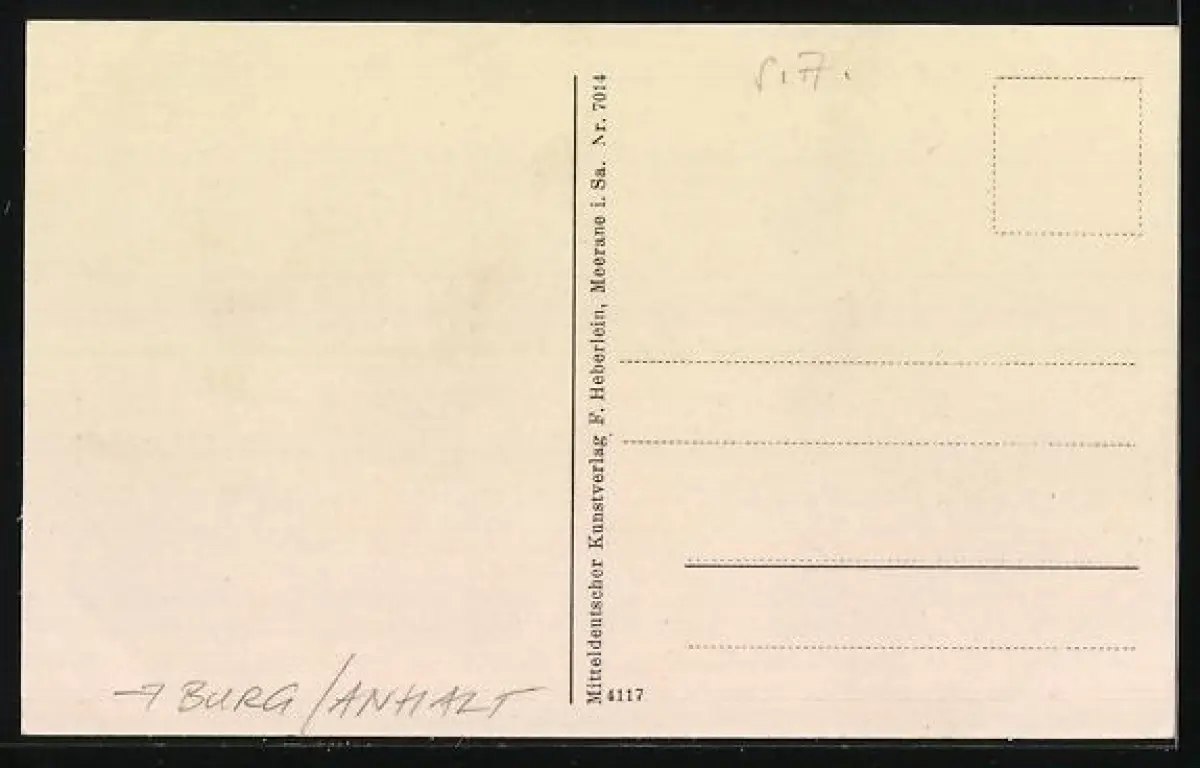 → BURG/ANHALT
Mitteldeutscher Kunstverlag F. Heberlein, Meerane i. Sa. Nr. 7014
4117